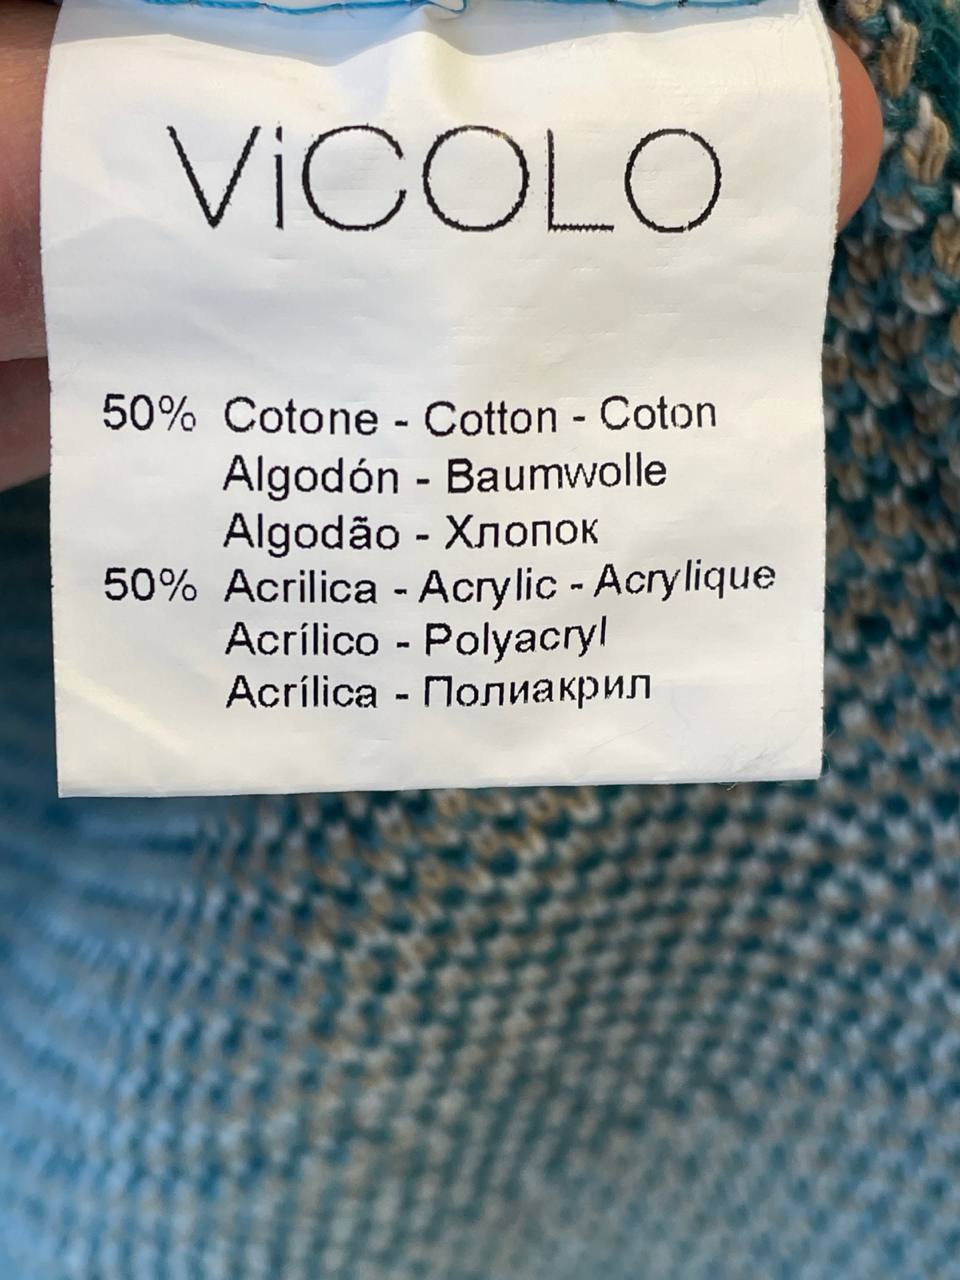 ViCOLO
50% Cotone - Cotton - Coton
Algodón - Baumwolle
Algodão - Хлопок
50% Acrilica - Acrylic - Acrylique
Acrílico - Polyacryl
Acrílica - Полиакрил